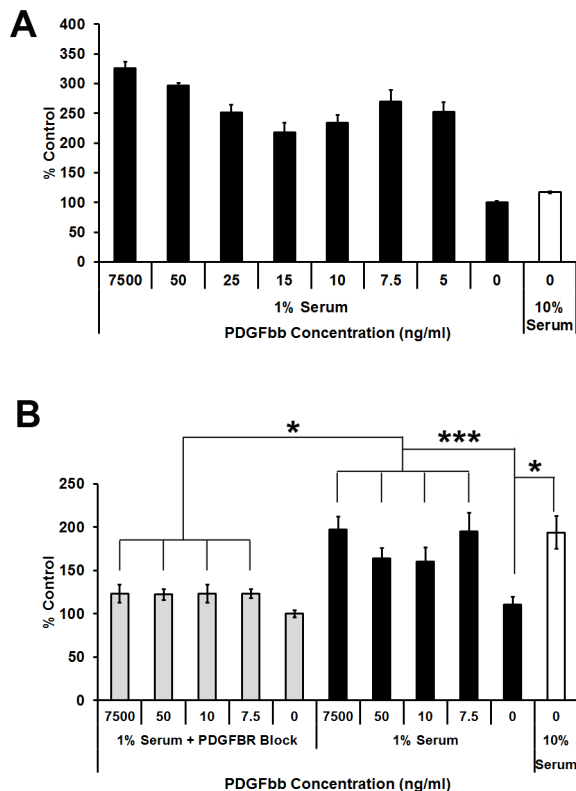 A
400
350
300
250
200
150
100
50
0
% Control
7500 50 25 15 10 7.5 5 0 0
1% Serum 10% Serum
PDGFbb Concentration (ng/ml)
B
* *** *
250
200
150
100
50
0
% Control
7500 50 10 7.5 0 7500 50 10 7.5 0 0
1% Serum + PDGFBR Block 1% Serum 10% Serum
PDGFbb Concentration (ng/ml)